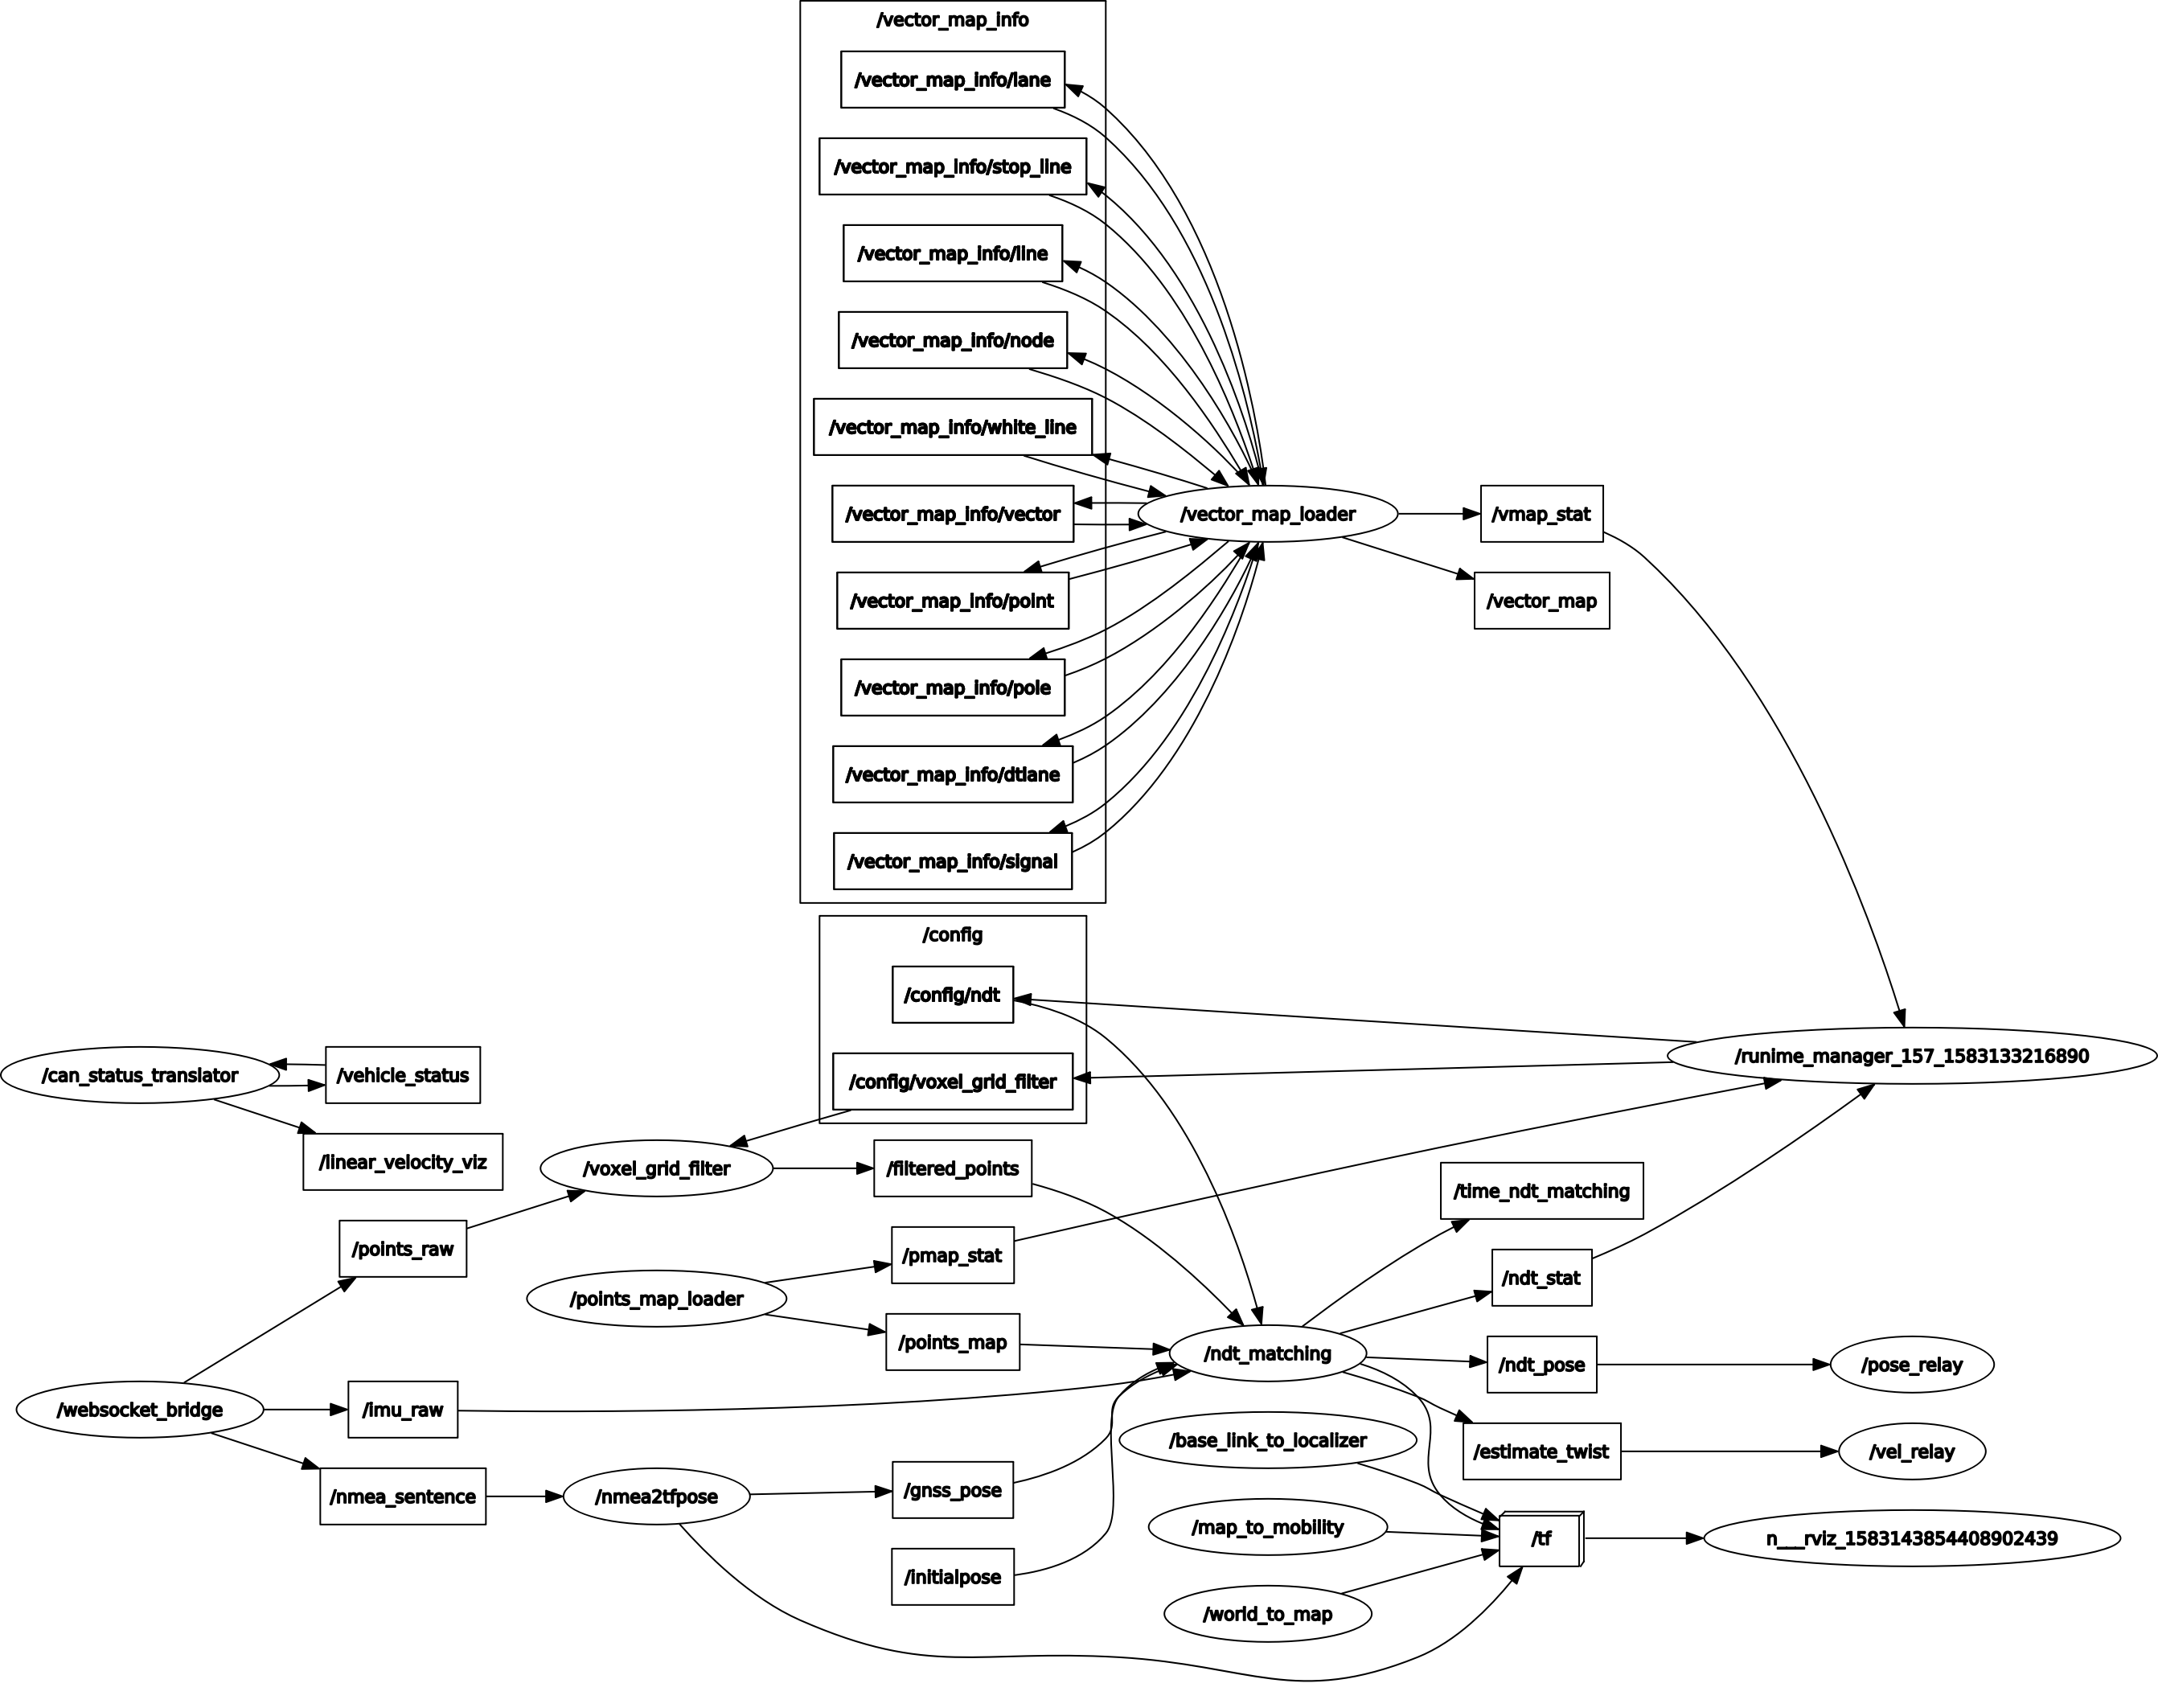 /vector_map_info
/vector_map_info/lane
/vector_map_info/stop_line
/vector_map_info/line
/vector_map_info/node
/vector_map_info/white_line
/vector_map_info/vector
/vector_map_loader
/vmap_stat
/vector_map_info/point
/vector_map
/vector_map_info/pole
/vector_map_info/dtlane
/vector_map_info/signal
/config
/config/ndt
/runime_manager_157_1583133216890
/can_status_translator
/vehicle_status
/config/voxel_grid_filter
/linear_velocity_viz
/voxel_grid_filter
/filtered_points
/time_ndt_matching
/points_raw
/pmap_stat
/ndt_stat
/points_map_loader
/points_map
/ndt_matching
/ndt_pose
/pose_relay
/websocket_bridge
/imu_raw
/base_link_to_localizer
/estimate_twist
/vel_relay
/nmea_sentence
/nmea2tfpose
/gnss_pose
/map_to_mobility
/tf
n___rviz_1583143854408902439
/initialpose
/world_to_map